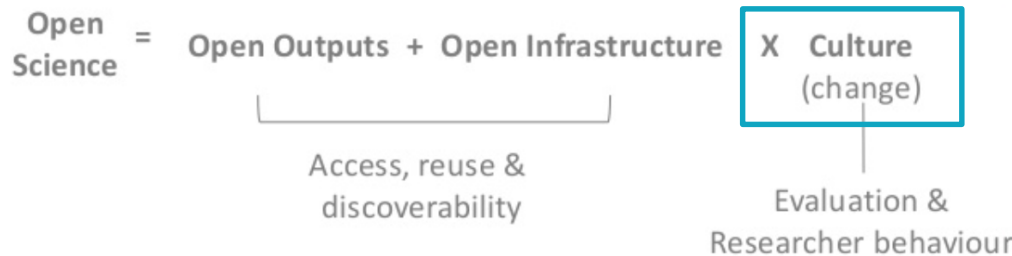 Open Science = Open Outputs + Open Infrastructure X Culture
(change)
Access, reuse &
discoverability
Evaluation &
Researcher behaviour